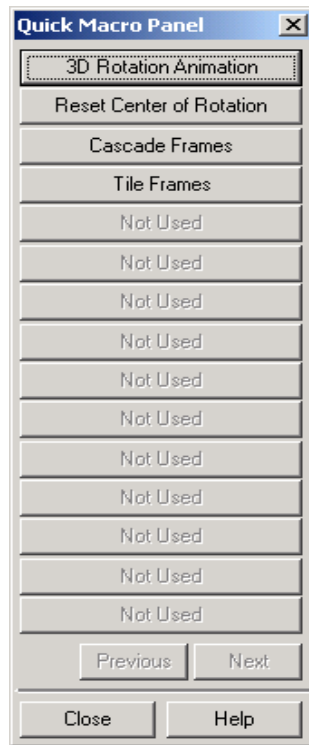 Quick Macro Panel
3D Rotation Animation
Reset Center of Rotation
Cascade Frames
Tile Frames
Not Used
Not Used
Not Used
Not Used
Not Used
Not Used
Not Used
Not Used
Not Used
Not Used
Not Used
Previous Next
Close Help